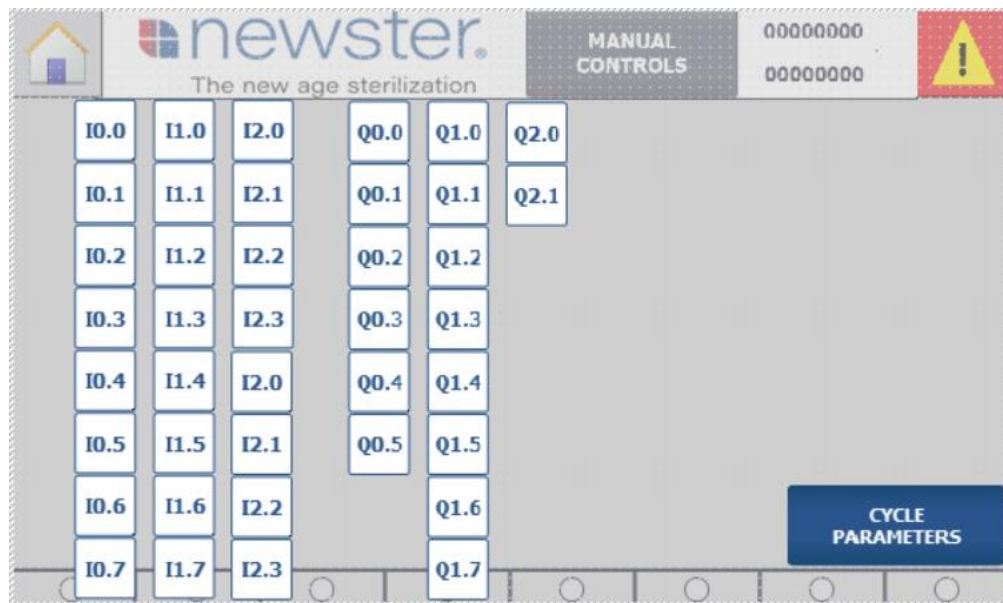 newster®
The new age sterilization
MANUAL
CONTROLS
00000000
00000000
I0.0 I1.0 I2.0 Q0.0 Q1.0 Q2.0
I0.1 I1.1 I2.1 Q0.1 Q1.1 Q2.1
I0.2 I1.2 I2.2 Q0.2 Q1.2
I0.3 I1.3 I2.3 Q0.3 Q1.3
I0.4 I1.4 I2.0 Q0.4 Q1.4
I0.5 I1.5 I2.1 Q0.5 Q1.5
I0.6 I1.6 I2.2 Q1.6
I0.7 I1.7 I2.3 Q1.7
CYCLE
PARAMETERS